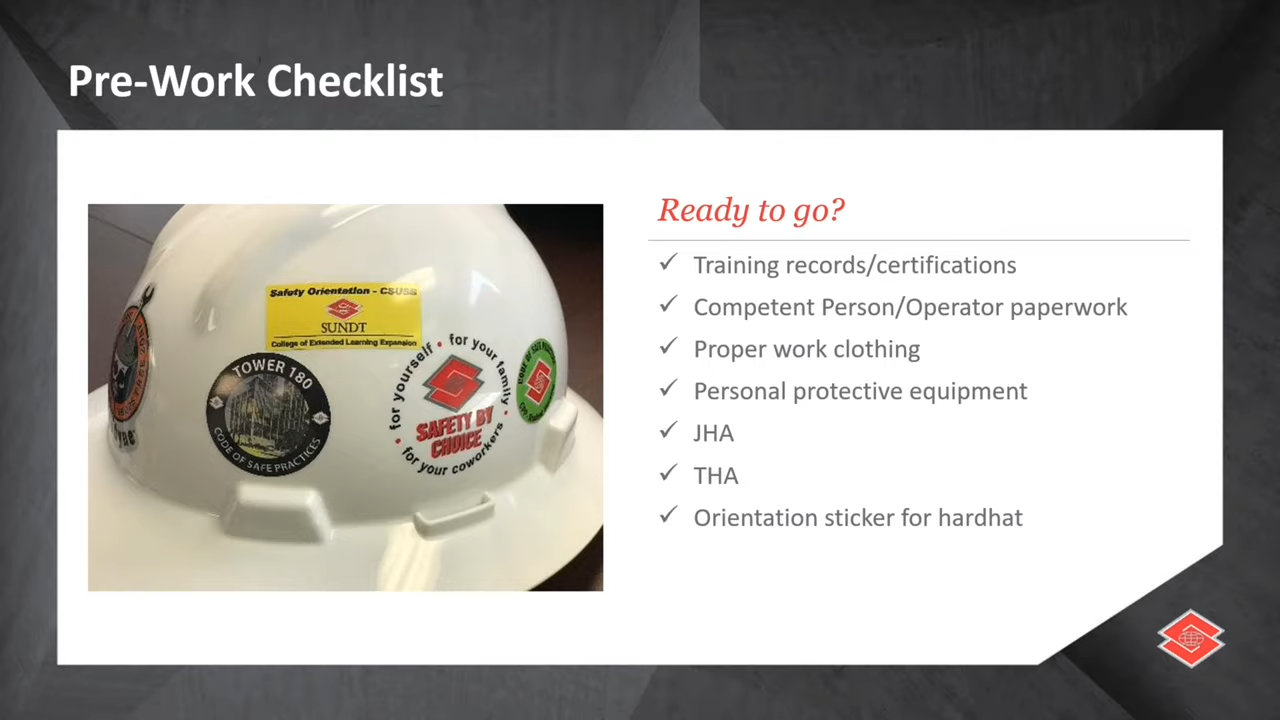 Pre-Work Checklist
Ready to go?
Training records/certifications
Competent Person/Operator paperwork
Proper work clothing
Personal protective equipment
JHA
THA
Orientation sticker for hardhat
Safety Orientation - CSUSB
SUNDT
College of Extended Learning Expansion
TOWER 180
CODE OF SAFE PRACTICES
for yourself • for your family
SAFETY BY
CHOICE
for your coworkers